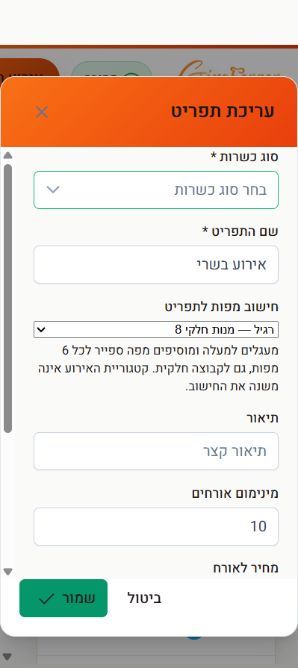 עריכת תפריט
סוג כשרות *
בחר סוג כשרות
שם התפריט *
אירוע בשרי
חישוב מפות לתפריט
רגיל — מנות חלקי 8
מעגלים למעלה ומוסיפים מפה ספייר לכל 6
מפות, גם לקבוצה חלקית. קטגוריית האירוע אינה
משנה את החישוב.
תיאור
תיאור קצר
מינימום אורחים
10
מחיר לאורח
ביטול
שמור